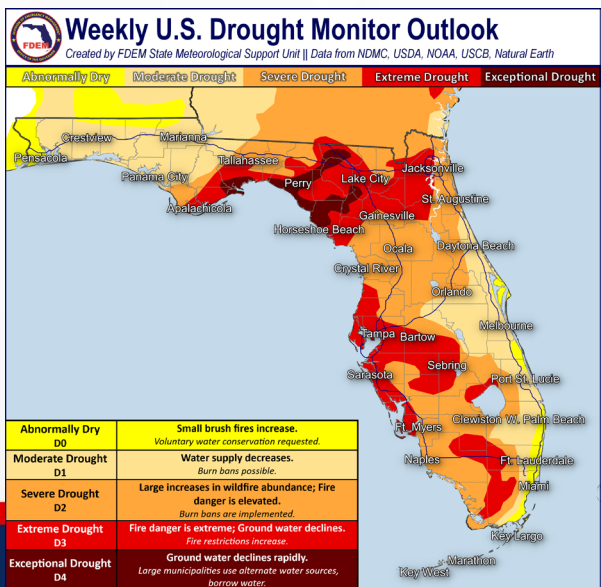 FDEM
Weekly U.S. Drought Monitor Outlook
Created by FDEM State Meteorological Support Unit || Data from NDMC, USDA, NOAA, USCB, Natural Earth
Abnormally Dry
Moderate Drought
Severe Drought
Extreme Drought
Exceptional Drought
Crestview
Marianna
Pensacola
Tallahassee
Panama City
Perry
Lake City
Jacksonville
Apalachicola
St. Augustine
Gainesville
Horseshoe Beach
Ocala
Daytona Beach
Crystal River
Orlando
Melbourne
Tampa
Bartow
Sebring
Sarasota
Port St. Lucie
Ft. Myers
Clewiston
W. Palm Beach
Naples
Ft. Lauderdale
Miami
Key Largo
Marathon
Key West
Abnormally Dry
D0
Small brush fires increase.
Voluntary water conservation requested.
Moderate Drought
D1
Water supply decreases.
Burn bans possible.
Severe Drought
D2
Large increases in wildfire abundance; Fire
danger is elevated.
Burn bans are implemented.
Extreme Drought
D3
Fire danger is extreme; Ground water declines.
Fire restrictions increase.
Exceptional Drought
D4
Ground water declines rapidly.
Large municipalities use alternate water sources,
borrow water.